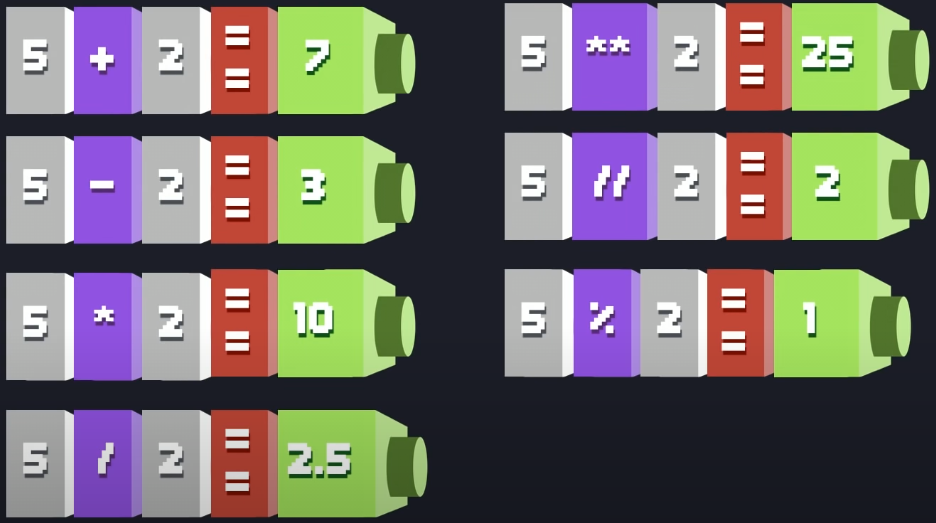 5 + 2 == 7
5 - 2 == 3
5 * 2 == 10
5 / 2 == 2.5
5 ** 2 == 25
5 // 2 == 2
5 % 2 == 1